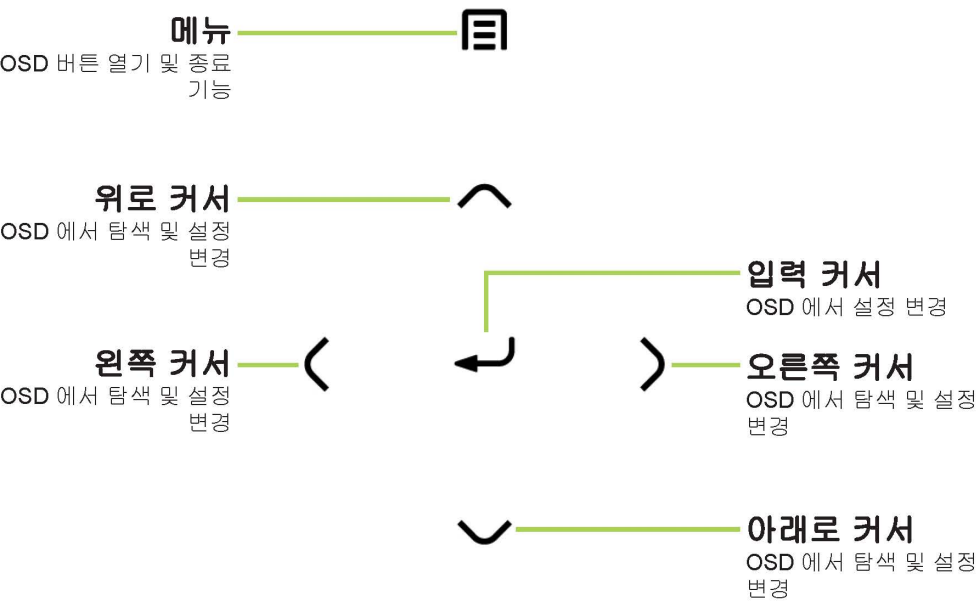 메뉴
OSD 버튼 열기 및 종료
기능
위로 커서
OSD 에서 탐색 및 설정
변경
입력 커서
OSD 에서 설정 변경
왼쪽 커서
OSD 에서 탐색 및 설정
변경
오른쪽 커서
OSD 에서 탐색 및 설정
변경
아래로 커서
OSD 에서 탐색 및 설정
변경